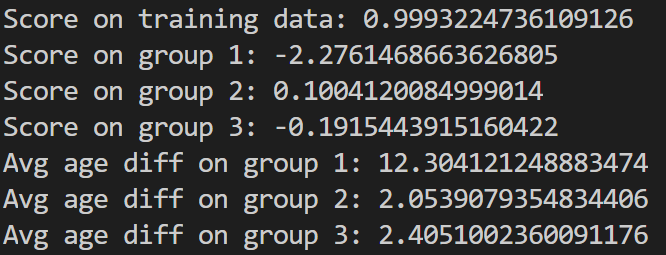 Score on training data: 0.9993224736109126
Score on group 1: -2.2761468663626805
Score on group 2: 0.1004120084999014
Score on group 3: -0.1915443915160422
Avg age diff on group 1: 12.304121248883474
Avg age diff on group 2: 2.0539079354834406
Avg age diff on group 3: 2.4051002360091176